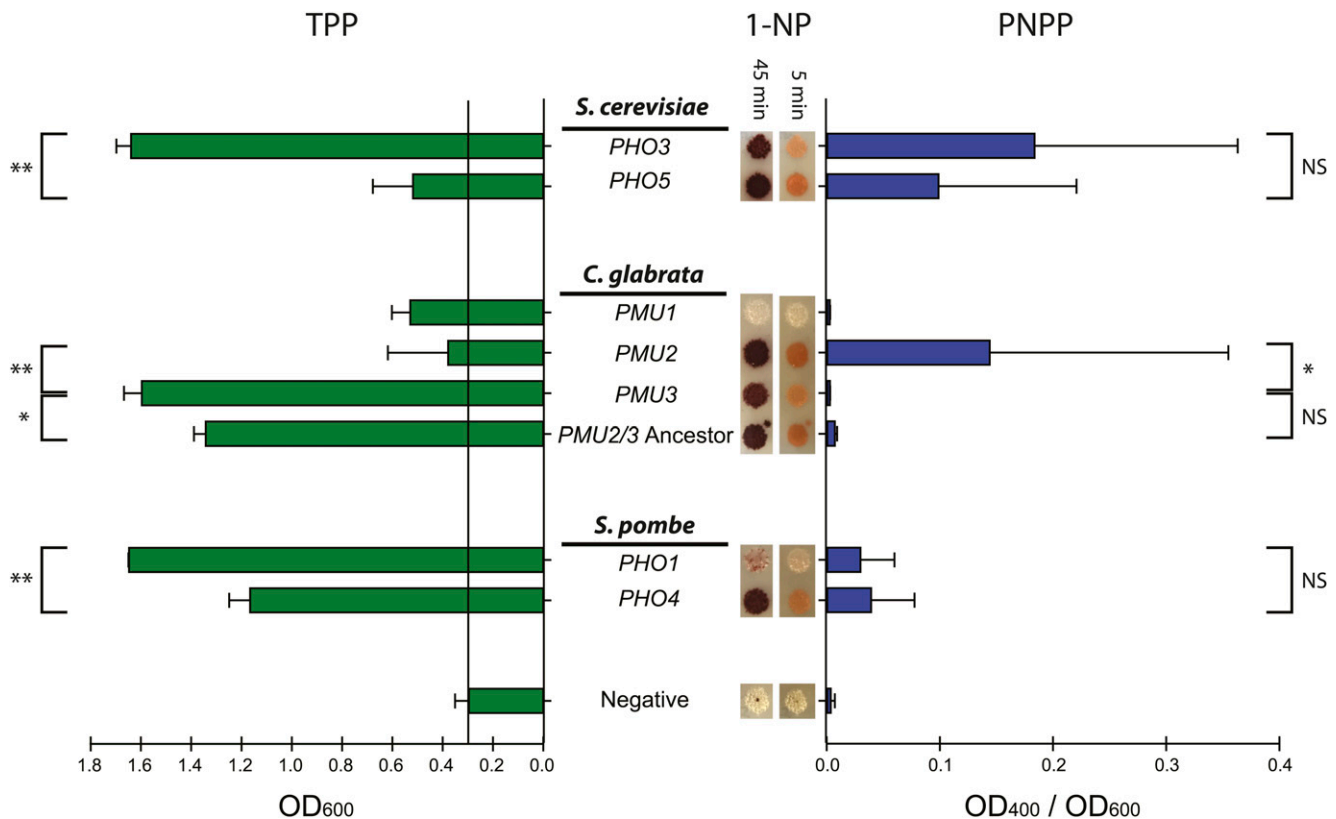 TPP 1-NP PNPP
45 min 5 min
S. cerevisiae
PHO3
** PHO5 NS
C. glabrata
PMU1
** PMU2 *
PMU3
* NS
PMU2/3 Ancestor
S. pombe
PHO1
** NS
PHO4
Negative
1.8 1.6 1.4 1.2 1.0 0.8 0.6 0.4 0.2 0.0 0.0 0.1 0.2 0.3 0.4
OD600 OD400 / OD600